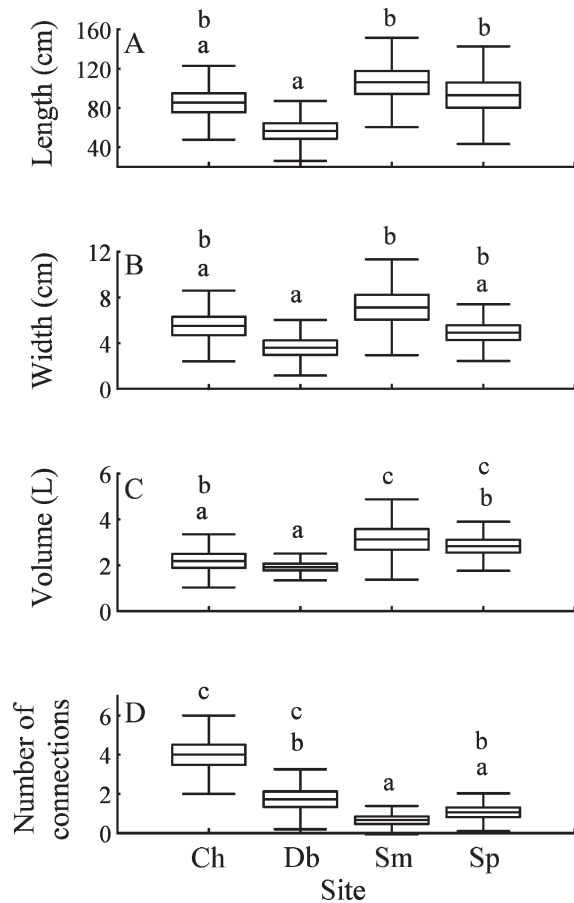 160
120
80
40
Length (cm)
A
b
a
a
b
b
12
8
4
0
Width (cm)
B
b
a
a
b
b
a
6
4
2
0
Volume (L)
C
b
a
a
c
c
b
6
4
2
0
Number of
connections
D
c
c
b
a
b
a
Ch Db Sm Sp
Site